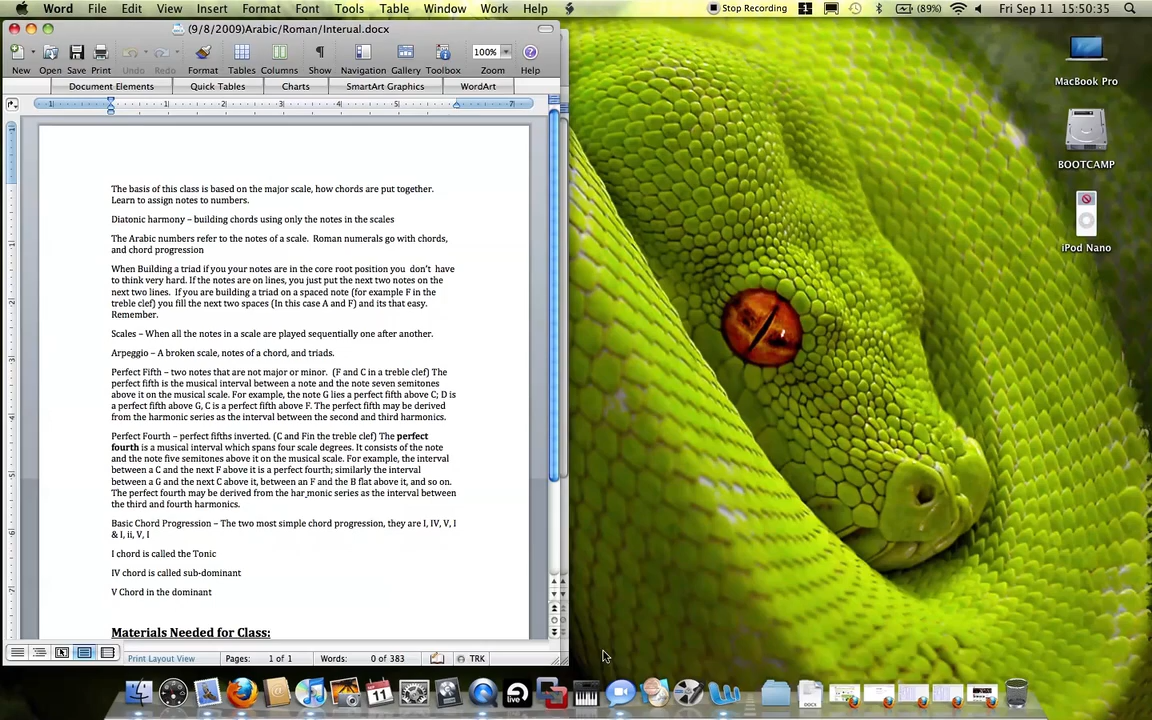 Word File Edit View Insert Format Font Tools Table Window Work Help
Stop Recording 1 (89%) Fri Sep 11 15:50:35
(9/8/2009)Arabic/Roman/Interual.docx
100%
New Open Save Print Undo Redo Format Tables Columns Show Navigation Gallery Toolbox Zoom Help
Document Elements Quick Tables Charts SmartArt Graphics WordArt
The basis of this class is based on the major scale, how chords are put together.
Learn to assign notes to numbers.
Diatonic harmony – building chords using only the notes in the scales
The Arabic numbers refer to the notes of a scale. Roman numerals go with chords,
and chord progression
When Building a triad if you your notes are in the core root position you don't have
to think very hard. If the notes are on lines, you just put the next two notes on the
next two lines. If you are building a triad on a spaced note (for example F in the
treble clef) you fill the next two spaces (In this case A and F) and its that easy.
Remember.
Scales – When all the notes in a scale are played sequentially one after another.
Arpeggio – A broken scale, notes of a chord, and triads.
Perfect Fifth – two notes that are not major or minor. (F and C in a treble clef) The
perfect fifth is the musical interval between a note and the note seven semitones
above it on the musical scale. For example, the note G lies a perfect fifth above C; D is
a perfect fifth above G, C is a perfect fifth above F. The perfect fifth may be derived
from the harmonic series as the interval between the second and third harmonics.
Perfect Fourth – perfect fifths inverted. (C and Fin the treble clef) The perfect
fourth is a musical interval which spans four scale degrees. It consists of the note
and the note five semitones above it on the musical scale. For example, the interval
between a C and the next F above it is a perfect fourth; similarly the interval
between a G and the next C above it, between an F and the B flat above it, and so on.
The perfect fourth may be derived from the harmonic series as the interval between
the third and fourth harmonics.
Basic Chord Progression – The two most simple chord progression, they are I, IV, V, I
& I, ii, V, I
I chord is called the Tonic
IV chord is called sub-dominant
V Chord in the dominant
Materials Needed for Class:
Print Layout View Pages: 1 of 1 Words: 0 of 383 TRK
MacBook Pro
BOOTCAMP
iPod Nano
11
live
DOCX